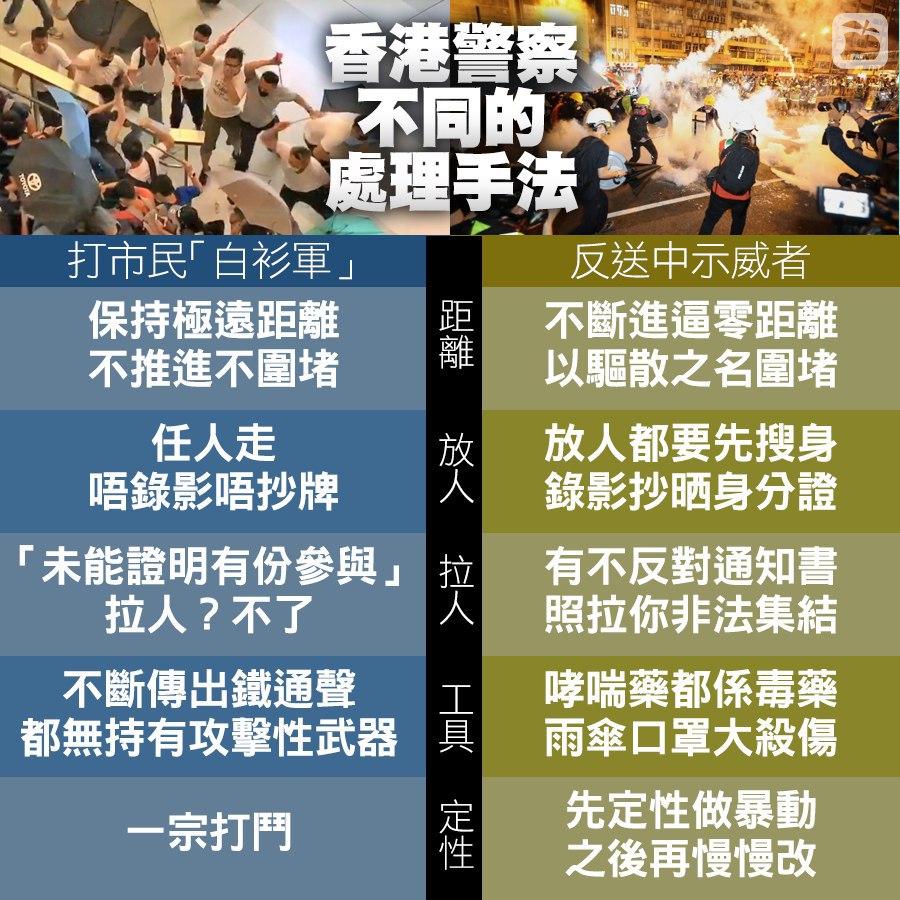 香港警察
不同的
處理手法
TOYOTA
打市民「白衫軍」
反送中示威者
保持極遠距離
不推進不圍堵
距離
不斷進逼零距離
以驅散之名圍堵
任人走
唔錄影唔抄牌
放人
放人都要先搜身
錄影抄晒身分證
「未能證明有份參與」
拉人？不了
拉人
有不反對通知書
照拉你非法集結
不斷傳出鐵通聲
都無持有攻擊性武器
工具
哮喘藥都係毒藥
雨傘口罩大殺傷
一宗打鬥
定性
先定性做暴動
之後再慢慢改